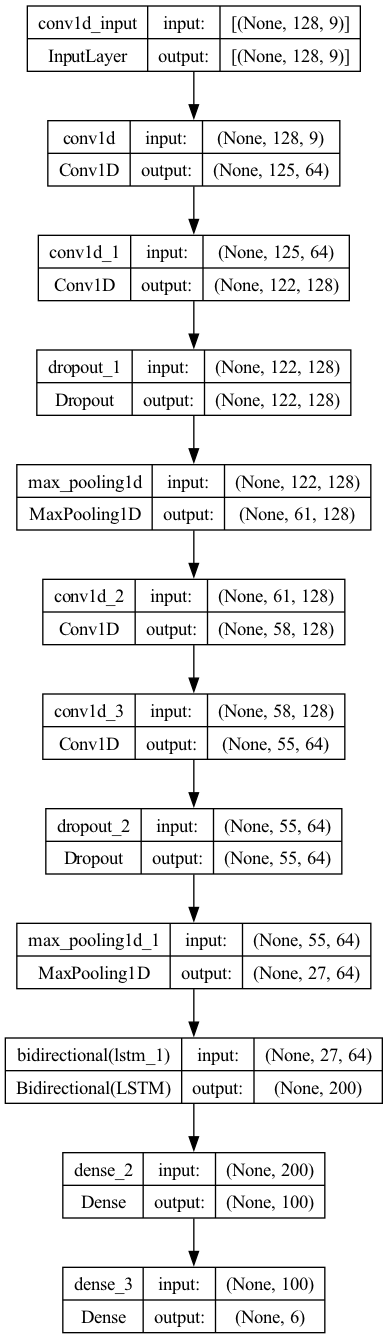 conv1d_input input: [(None, 128, 9)]
InputLayer output: [(None, 128, 9)]
conv1d input: (None, 128, 9)
Conv1D output: (None, 125, 64)
conv1d_1 input: (None, 125, 64)
Conv1D output: (None, 122, 128)
dropout_1 input: (None, 122, 128)
Dropout output: (None, 122, 128)
max_pooling1d input: (None, 122, 128)
MaxPooling1D output: (None, 61, 128)
conv1d_2 input: (None, 61, 128)
Conv1D output: (None, 58, 128)
conv1d_3 input: (None, 58, 128)
Conv1D output: (None, 55, 64)
dropout_2 input: (None, 55, 64)
Dropout output: (None, 55, 64)
max_pooling1d_1 input: (None, 55, 64)
MaxPooling1D output: (None, 27, 64)
bidirectional(lstm_1) input: (None, 27, 64)
Bidirectional(LSTM) output: (None, 200)
dense_2 input: (None, 200)
Dense output: (None, 100)
dense_3 input: (None, 100)
Dense output: (None, 6)